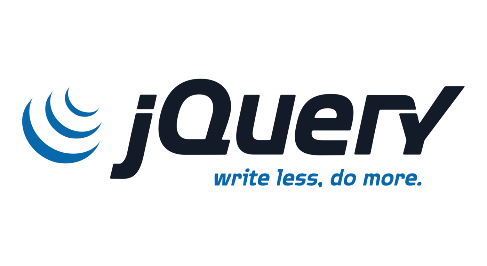 jQuery
write less, do more.